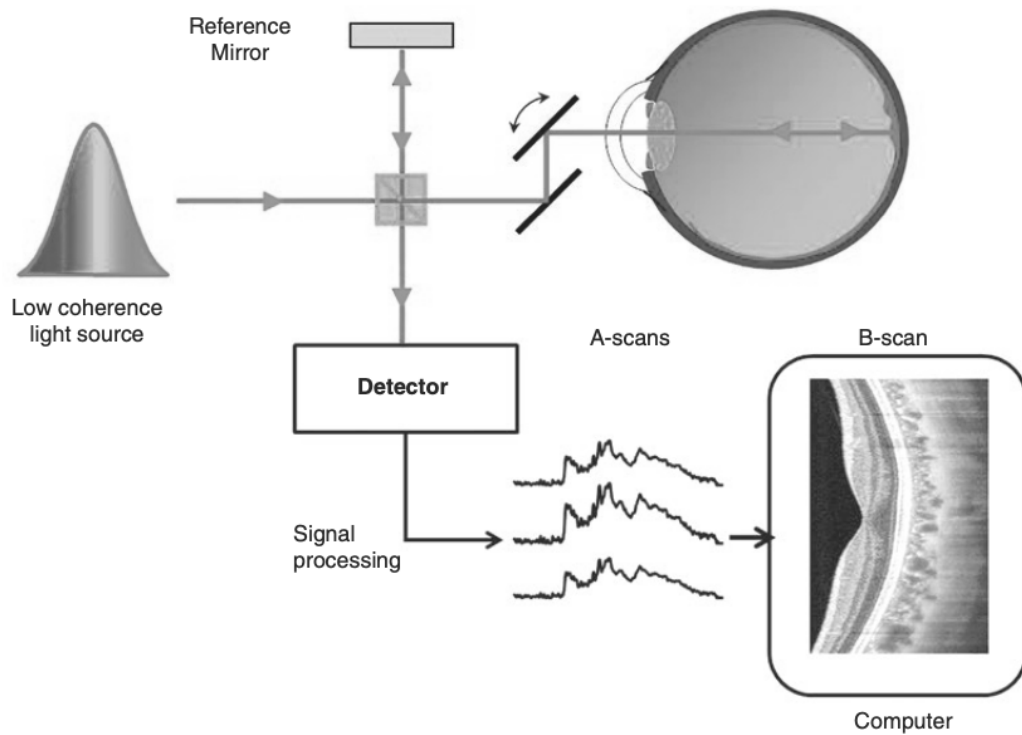 Reference
Mirror
Low coherence
light source
Detector
A-scans
B-scan
Signal
processing
Computer